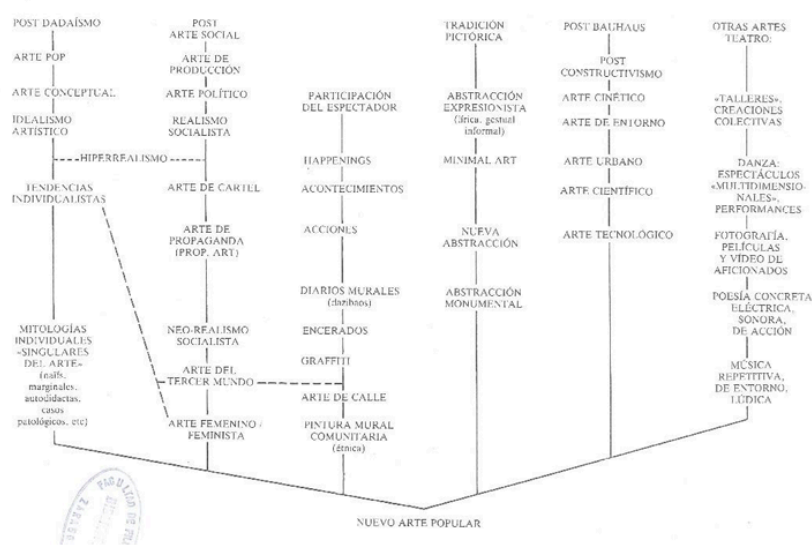 POST DADAÍSMO
ARTE POP
ARTE CONCEPTUAL
IDEALISMO
ARTÍSTICO
HIPERREALISMO
TENDENCIAS
INDIVIDUALISTAS
MITOLOGÍAS
INDIVIDUALES
«SINGULARES
DEL ARTE»
(naïfs,
marginales,
autodidactas,
casos
patológicos, etc)
POST
ARTE SOCIAL
ARTE DE
PRODUCCIÓN
ARTE POLÍTICO
REALISMO
SOCIALISTA
ARTE DE CARTEL
ARTE DE
PROPAGANDA
(PROP. ART)
NEO-REALISMO
SOCIALISTA
ARTE DEL
TERCER MUNDO
ARTE FEMENINO /
FEMINISTA
PARTICIPACIÓN
DEL ESPECTADOR
HAPPENINGS
ACONTECIMIENTOS
ACCIONES
DIARIOS MURALES
(dazibaos)
ENCERADOS
GRAFFITI
ARTE DE CALLE
PINTURA MURAL
COMUNITARIA
(étnica)
TRADICIÓN
PICTÓRICA
ABSTRACCIÓN
EXPRESIONISTA
(lírica, gestual
informal)
MINIMAL ART
NUEVA
ABSTRACCIÓN
ABSTRACCIÓN
MONUMENTAL
POST BAUHAUS
POST
CONSTRUCTIVISMO
ARTE CINÉTICO
ARTE DE ENTORNO
ARTE URBANO
ARTE CIENTÍFICO
ARTE TECNOLÓGICO
OTRAS ARTES
TEATRO:
«TALLERES»,
CREACIONES
COLECTIVAS
DANZA:
ESPECTÁCULOS
«MULTIDIMENSIO-
NALES»,
PERFORMANCES
FOTOGRAFÍA,
PELÍCULAS
Y VÍDEO DE
AFICIONADOS
POESÍA CONCRETA
ELÉCTRICA,
SONORA,
DE ACCIÓN
MÚSICA
REPETITIVA,
DE ENTORNO,
LÚDICA
NUEVO ARTE POPULAR